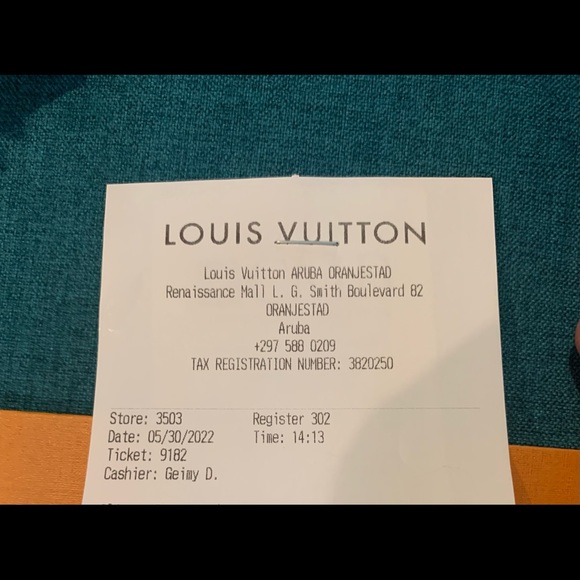 LOUIS VUITTON
Louis Vuitton ARUBA ORANJESTAD
Renaissance Mall L. G. Smith Boulevard 82
ORANJESTAD
Aruba
+297 588 0209
TAX REGISTRATION NUMBER: 3820250
Store: 3503 Register 302
Date: 05/30/2022 Time: 14:13
Ticket: 9182
Cashier: Geimy D.